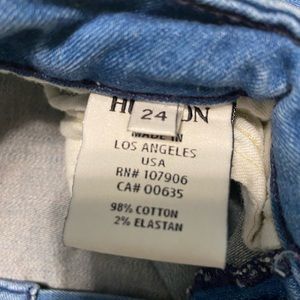 24
MADE IN
LOS ANGELES
USA
RN# 107906
CA# 00635
98% COTTON
2% ELASTAN